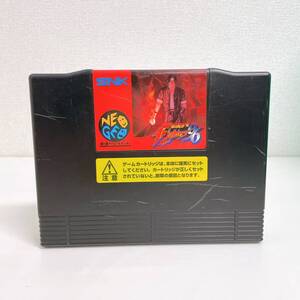 SNK
NEO
GEO
FIGHTERS
'96
注意
ゲームカートリッジは、本体に確実にセット
してください。カートリッジが正しくセット
されていないと、故障の原因となります。